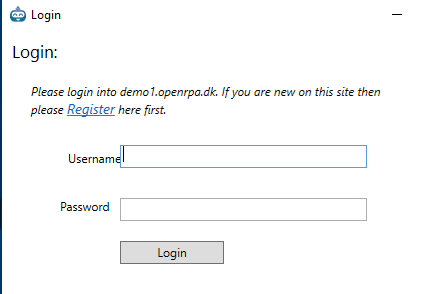 Login
Login:
Please login into demo1.openrpa.dk. If you are new on this site then
please Register here first.
Username
Password
Login